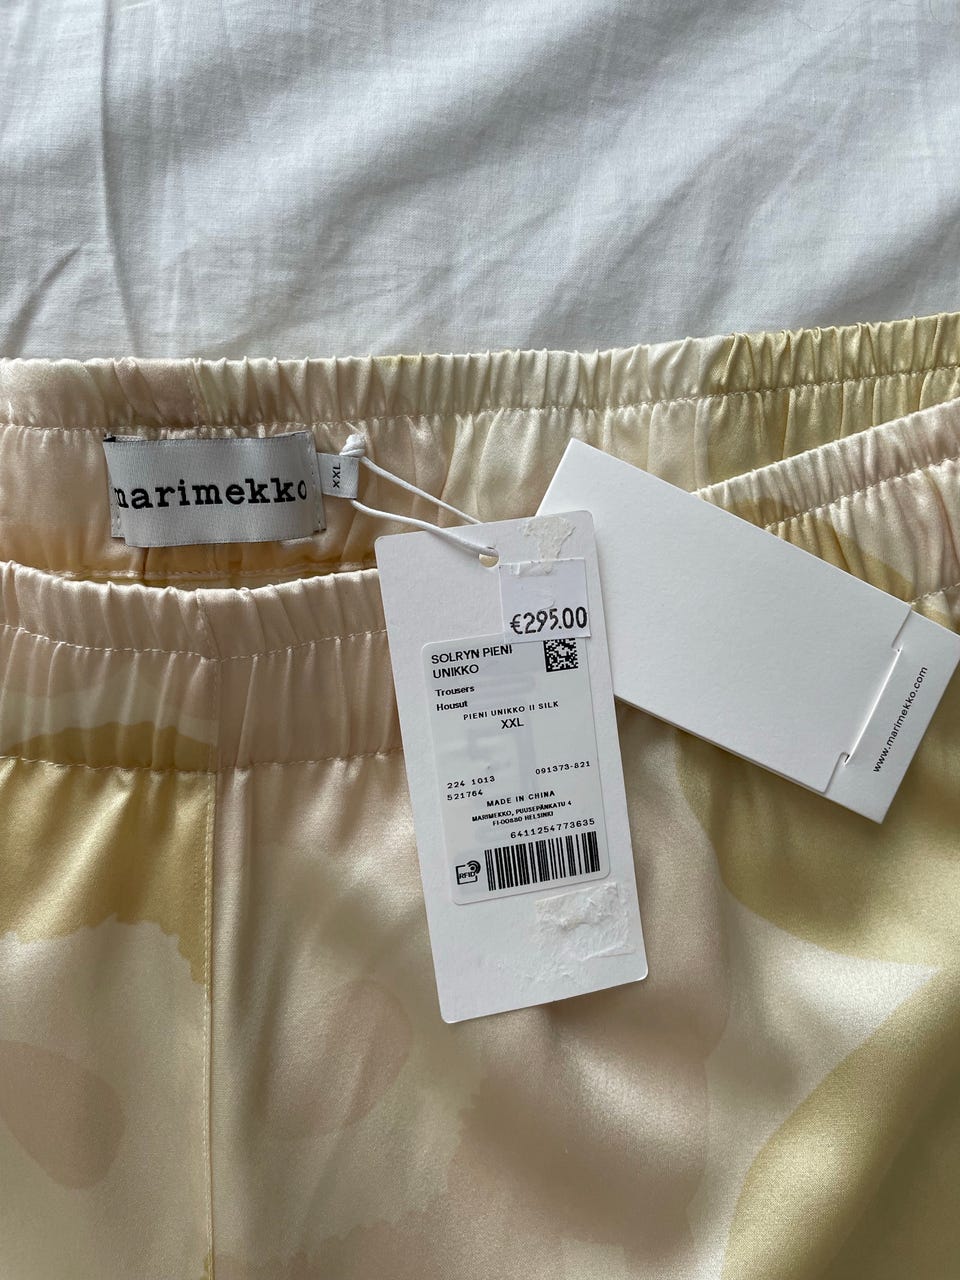 marimekko
XXL
€295.00
SOLRYN PIENI
UNIKKO
Trousers
Housut
PIENI UNIKKO II SILK
XXL
224 1013 091373-821
521764
MADE IN CHINA
MARIMEKKO, PUUSEPÄNKATU 4
FI-00880 HELSINKI
6411254773635
RFID
www.marimekko.com